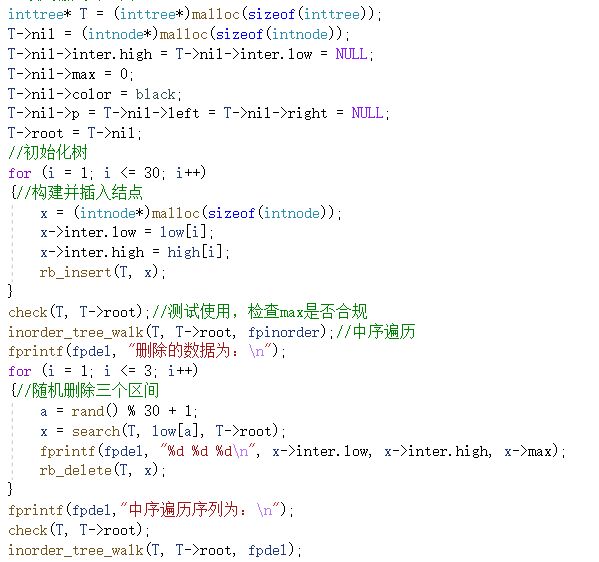 inttree* T = (inttree*)malloc(sizeof(inttree));
T->nil = (intnode*)malloc(sizeof(intnode));
T->nil->inter.high = T->nil->inter.low = NULL;
T->nil->max = 0;
T->nil->color = black;
T->nil->p = T->nil->left = T->nil->right = NULL;
T->root = T->nil;
//初始化树
for (i = 1; i <= 30; i++)
{//构建并插入结点
x = (intnode*)malloc(sizeof(intnode));
x->inter.low = low[i];
x->inter.high = high[i];
rb_insert(T, x);
}
check(T, T->root);//测试使用，检查max是否合规
inorder_tree_walk(T, T->root, fpinorder);//中序遍历
fprintf(fpdel, "删除的数据为：\n");
for (i = 1; i <= 3; i++)
{//随机删除三个区间
a = rand() % 30 + 1;
x = search(T, low[a], T->root);
fprintf(fpdel, "%d %d %d\n", x->inter.low, x->inter.high, x->max);
rb_delete(T, x);
}
fprintf(fpdel,"中序遍历序列为：\n");
check(T, T->root);
inorder_tree_walk(T, T->root, fpdel);